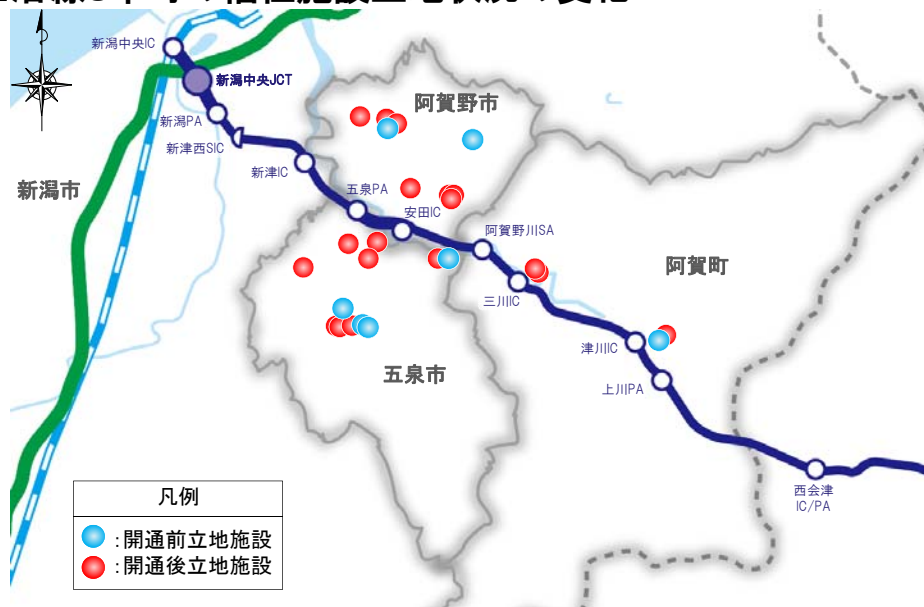 新潟中央IC
新潟中央JCT
新潟PA
新津西SIC
新津IC
新潟市
阿賀野市
五泉PA
安田IC
阿賀野川SA
阿賀町
三川IC
津川IC
五泉市
上川PA
西会津
IC/PA
凡例
:開通前立地施設
:開通後立地施設